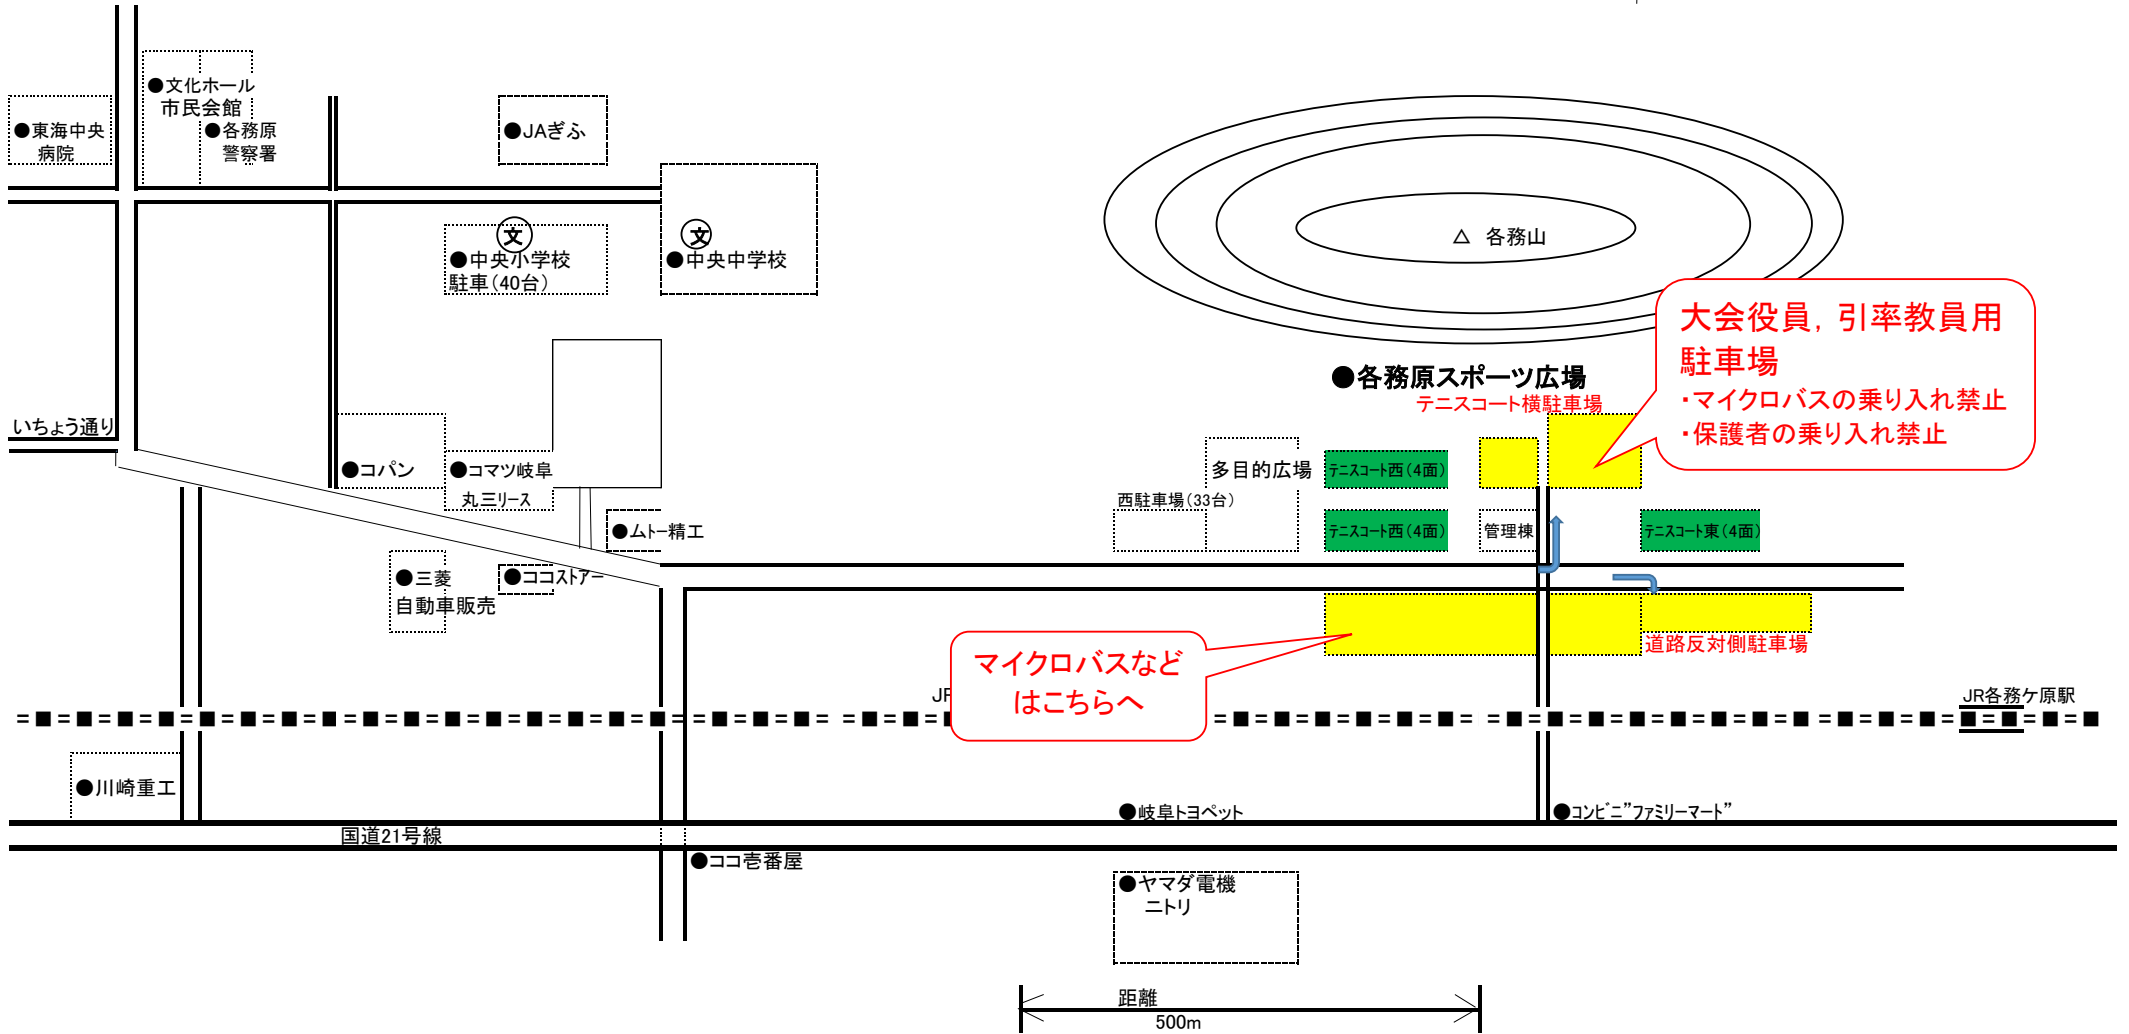 ●文化ホール
市民会館
●東海中央
病院
●各務原
警察署
●JAぎふ
文
●中央小学校
駐車(40台)
文
●中央中学校
△ 各務山
大会役員, 引率教員用
駐車場
・マイクロバスの乗り入れ禁止
・保護者の乗り入れ禁止
●各務原スポーツ広場
テニスコート横駐車場
いちょう通り
●コパン
●コマツ岐阜
丸三リース
多目的広場
テニスコート西(4面)
西駐車場(33台)
●ムトー精工
テニスコート西(4面)
管理棟
テニスコート東(4面)
●三菱
自動車販売
●ココストアー
道路反対側駐車場
マイクロバスなど
はこちらへ
JR各務ケ原駅
●川崎重工
●岐阜トヨペット
●コンビニ”ファミリーマート”
国道21号線
●ココ壱番屋
●ヤマダ電機
ニトリ
距離
500m